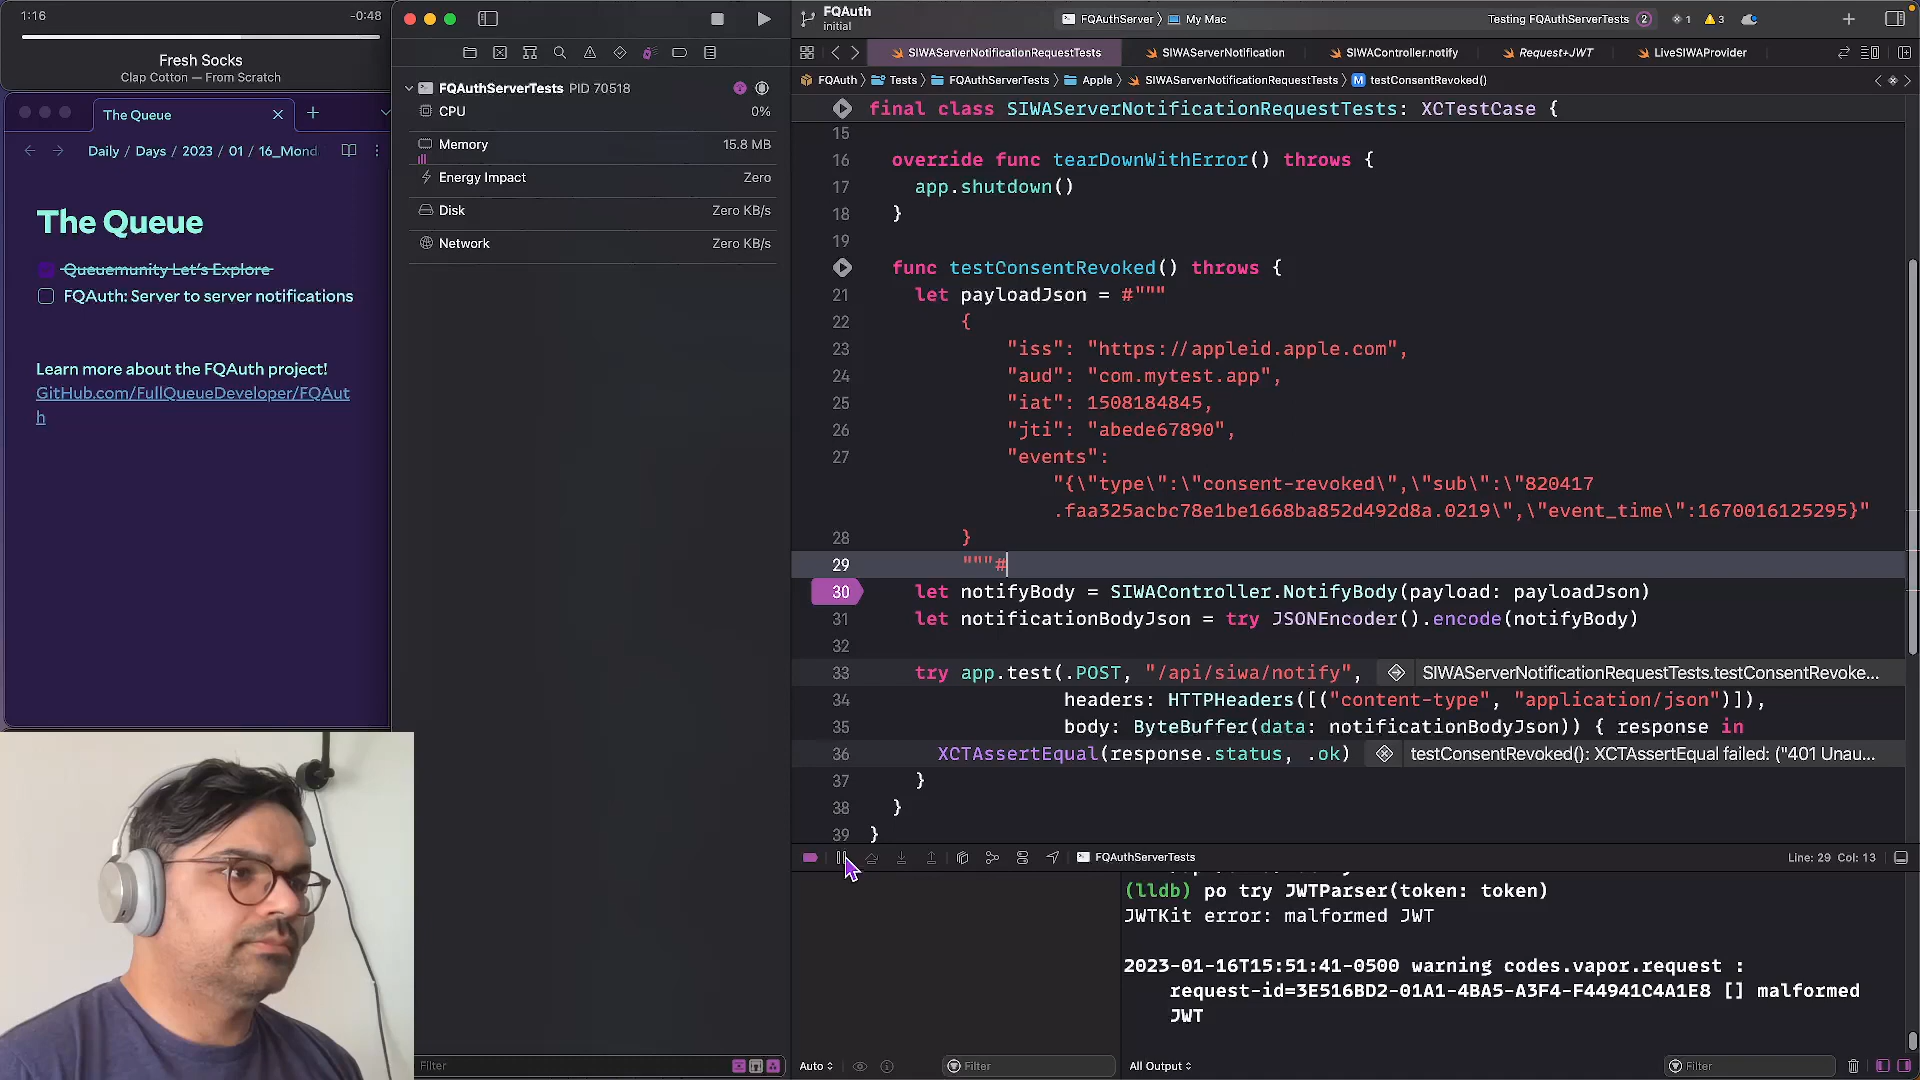 1:16
-0:48
Fresh Socks
Clap Cotton — From Scratch
The Queue
Daily / Days / 2023 / 01 / 16_Mond
The Queue
Queuemunity Let's Explore
FQAuth: Server to server notifications
Learn more about the FQAuth project!
GitHub.com/FullQueueDeveloper/FQAut
h
FQAuthServerTests PID 70518
CPU 0%
Memory 15.8 MB
Energy Impact Zero
Disk Zero KB/s
Network Zero KB/s
Filter
FQAuth
initial
FQAuthServer 〉 My Mac
Testing FQAuthServerTests 2
1 3
SIWAServerNotificationRequestTests
SIWAServerNotification
SIWAController.notify
Request+JWT
LiveSIWAProvider
FQAuth 〉 Tests 〉 FQAuthServerTests 〉 Apple 〉 SIWAServerNotificationRequestTests 〉 M testConsentRevoked()
final class SIWAServerNotificationRequestTests: XCTestCase {
15
16 override func tearDownWithError() throws {
17 app.shutdown()
18 }
19
func testConsentRevoked() throws {
21 let payloadJson = #"""
22 {
23 "iss": "https://appleid.apple.com",
24 "aud": "com.mytest.app",
25 "iat": 1508184845,
26 "jti": "abede67890",
27 "events":
"{\"type\":\"consent-revoked\",\"sub\":\"820417
.faa325acbc78e1be1668ba852d492d8a.0219\",\"event_time\":1670016125295}"
28 }
29 """#
30 let notifyBody = SIWAController.NotifyBody(payload: payloadJson)
31 let notificationBodyJson = try JSONEncoder().encode(notifyBody)
32
33 try app.test(.POST, "/api/siwa/notify", SIWAServerNotificationRequestTests.testConsentRevoke...
34 headers: HTTPHeaders([("content-type", "application/json")]),
35 body: ByteBuffer(data: notificationBodyJson)) { response in
36 XCTAssertEqual(response.status, .ok) testConsentRevoked(): XCTAssertEqual failed: ("401 Unau...
37 }
38 }
39 }
FQAuthServerTests
Line: 29 Col: 13
(lldb) po try JWTParser(token: token)
JWTKit error: malformed JWT
2023-01-16T15:51:41-0500 warning codes.vapor.request :
request-id=3E516BD2-01A1-4BA5-A3F4-F44941C4A1E8 [] malformed
JWT
Auto
Filter
All Output
Filter